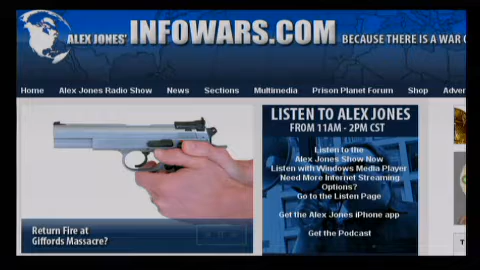 ALEX JONES' INFOWARS.COM BECAUSE THERE IS A WAR
Home Alex Jones Radio Show News Sections Multimedia Prison Planet Forum Shop
LISTEN TO ALEX JONES
FROM 11AM - 2PM CST
Listen to the
Alex Jones Show Now
Listen with Windows Media Player
Need More Internet Streaming
Options?
Go to the Listen Page
Get the Alex Jones iPhone app
Get the Podcast
Return Fire at
Giffords Massacre?